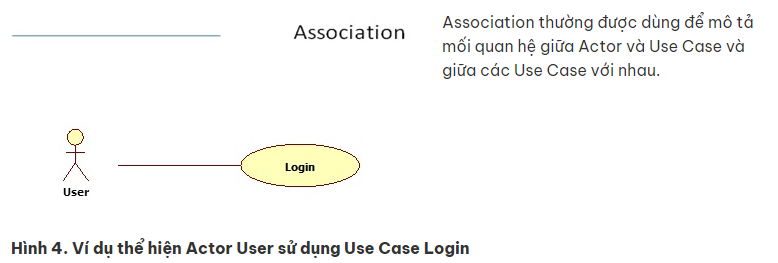 Association
Association thường được dùng để mô tả
mối quan hệ giữa Actor và Use Case và
giữa các Use Case với nhau.
Login
User
Hình 4. Ví dụ thể hiện Actor User sử dụng Use Case Login